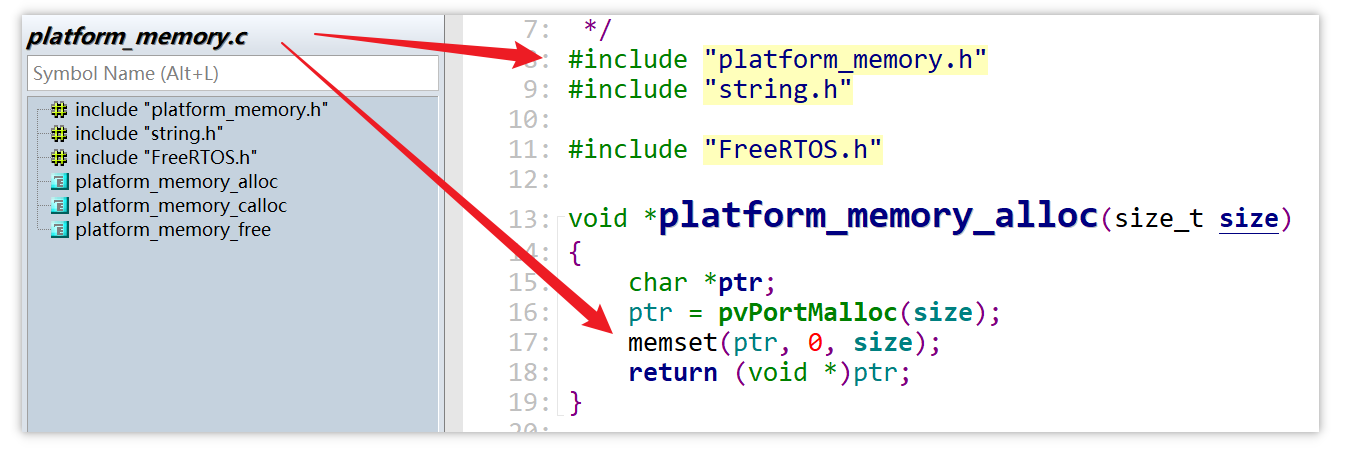 platform_memory.c
Symbol Name (Alt+L)
include "platform_memory.h"
include "string.h"
include "FreeRTOS.h"
platform_memory_alloc
platform_memory_calloc
platform_memory_free
7: */
8: #include "platform_memory.h"
9: #include "string.h"
10:
11: #include "FreeRTOS.h"
12:
13: void *platform_memory_alloc(size_t size)
14: {
15: char *ptr;
16: ptr = pvPortMalloc(size);
17: memset(ptr, 0, size);
18: return (void *)ptr;
19: }
20: